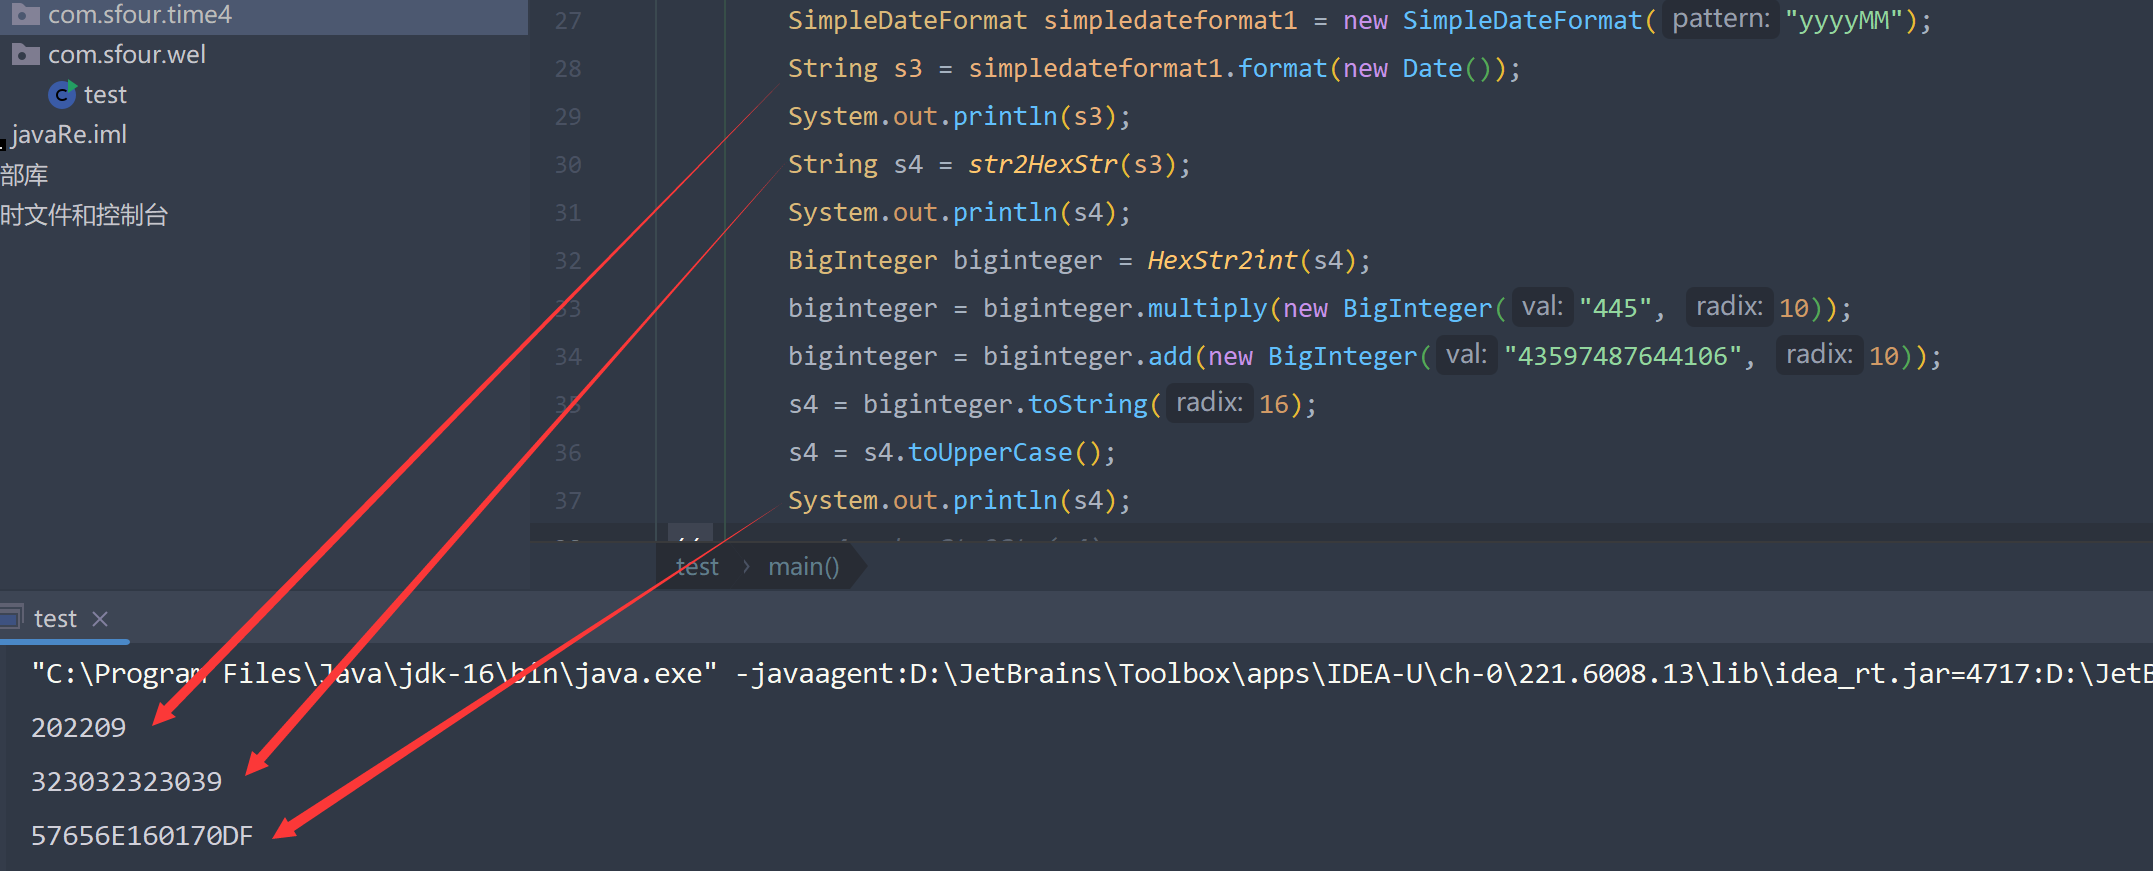 com.sfour.time4
com.sfour.wel
C test
javaRe.iml
部库
时文件和控制台
27 SimpleDateFormat simpledateformat1 = new SimpleDateFormat( pattern: "yyyyMM");
28 String s3 = simpledateformat1.format(new Date());
29 System.out.println(s3);
30 String s4 = str2HexStr(s3);
31 System.out.println(s4);
32 BigInteger biginteger = HexStr2int(s4);
33 biginteger = biginteger.multiply(new BigInteger( val: "445", radix: 10));
34 biginteger = biginteger.add(new BigInteger( val: "43597487644106", radix: 10));
35 s4 = biginteger.toString( radix: 16);
36 s4 = s4.toUpperCase();
37 System.out.println(s4);
test > main()
test ×
"C:\Program Files\Java\jdk-16\bin\java.exe" -javaagent:D:\JetBrains\Toolbox\apps\IDEA-U\ch-0\221.6008.13\lib\idea_rt.jar=4717:D:\JetB
202209
323032323039
57656E160170DF